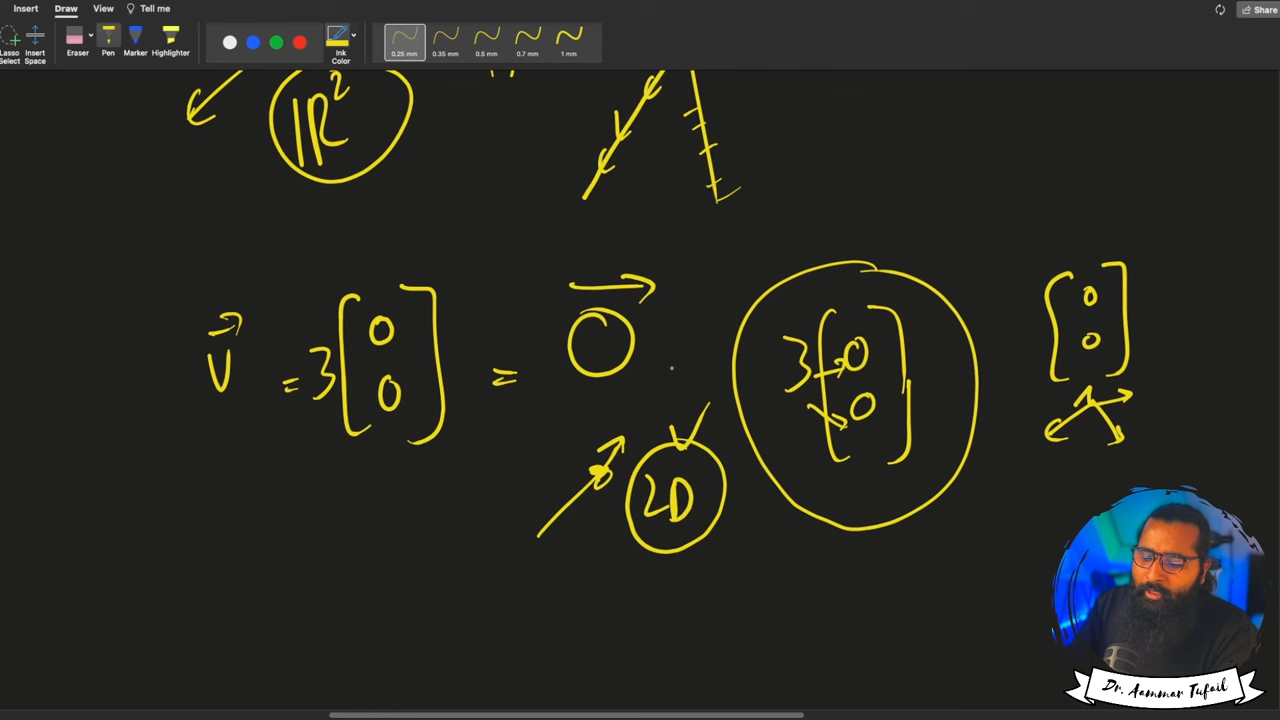 Insert Draw View Tell me
Share
Lasso Select
Insert Space
Eraser
Pen
Marker
Highlighter
Ink Color
0.25 mm 0.35 mm 0.5 mm 0.7 mm 1 mm
ℝ²
v⃗ = 3 [0 0] = 0⃗
3 [0 0]
[0 0]
2D
Dr. Aammar Tufail